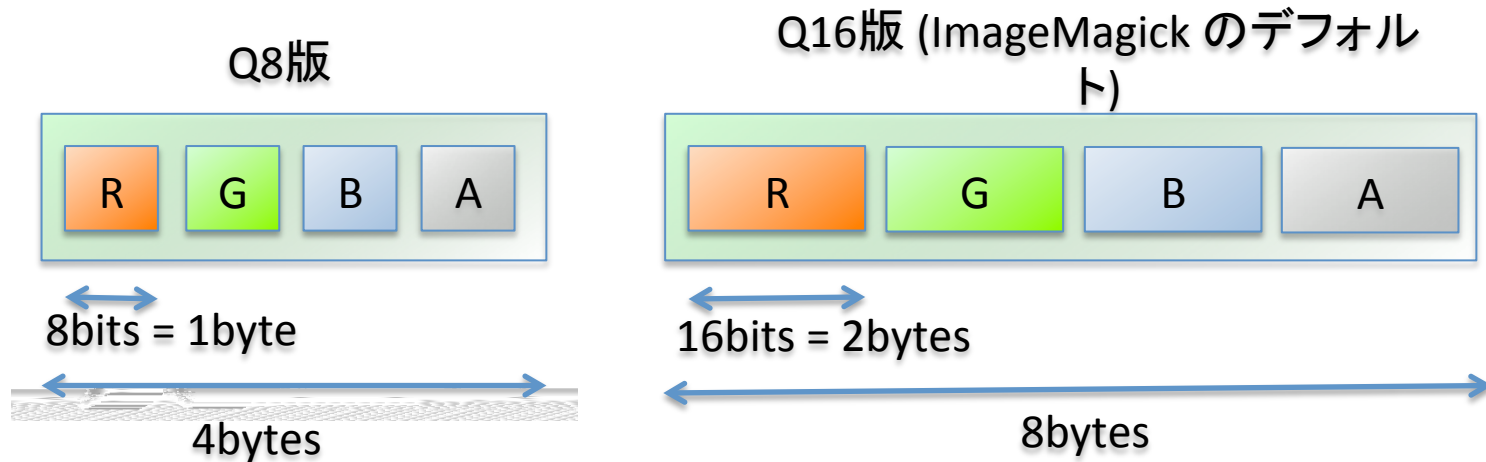 Q8版
R G B A
8bits = 1byte
4bytes
Q16版 (ImageMagick のデフォル
ト)
R G B A
16bits = 2bytes
8bytes